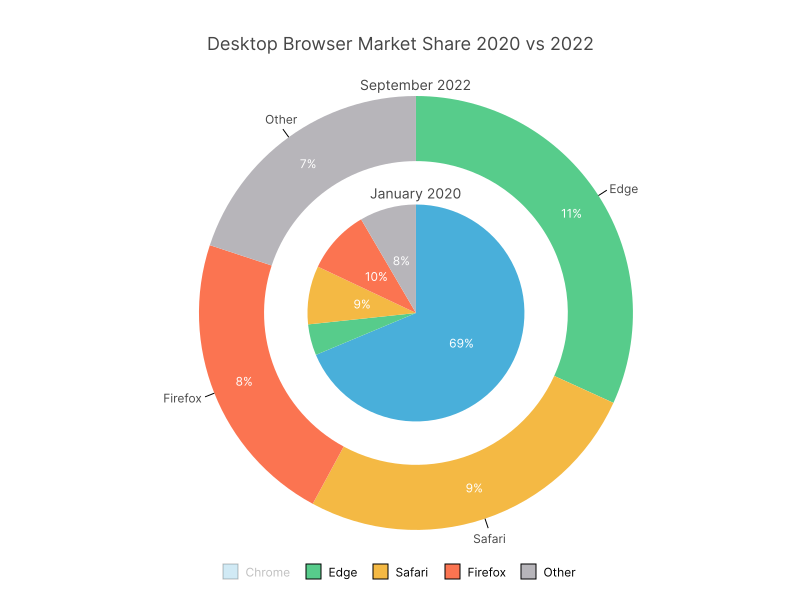 Desktop Browser Market Share 2020 vs 2022
September 2022
Other
7%
Edge
11%
January 2020
8%
10%
9%
69%
8%
Firefox
9%
Safari
Chrome Edge Safari Firefox Other